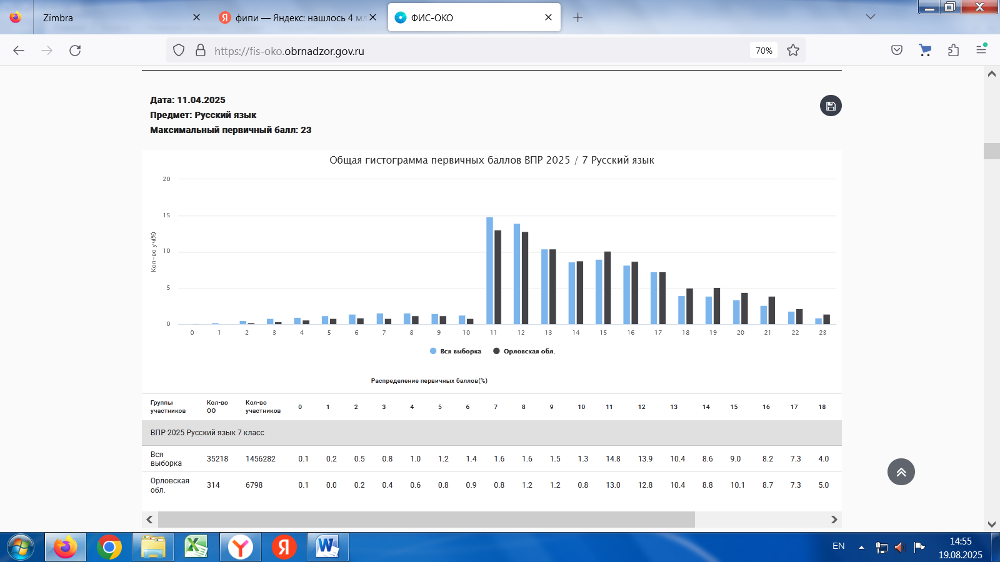 Zimbra
фипи — Яндекс: нашлось 4 мл
ФИС-ОКО
https://fis-oko.obrnadzor.gov.ru
70%
Дата: 11.04.2025
Предмет: Русский язык
Максимальный первичный балл: 23
Общая гистограмма первичных баллов ВПР 2025 / 7 Русский язык
20
15
10
5
0
Кол-во уч(%)
0 1 2 3 4 5 6 7 8 9 10 11 12 13 14 15 16 17 18 19 20 21 22 23
Вся выборка Орловская обл.
Распределение первичных баллов(%)
Группы участников Кол-во ОО Кол-во участников 0 1 2 3 4 5 6 7 8 9 10 11 12 13 14 15 16 17 18
ВПР 2025 Русский язык 7 класс
Вся выборка 35218 1456282 0.1 0.2 0.5 0.8 1.0 1.2 1.4 1.6 1.6 1.5 1.3 14.8 13.9 10.4 8.6 9.0 8.2 7.3 4.0
Орловская обл. 314 6798 0.1 0.0 0.2 0.4 0.6 0.8 0.9 0.8 1.2 1.2 0.8 13.0 12.8 10.4 8.8 10.1 8.7 7.3 5.0
EN
14:55
19.08.2025